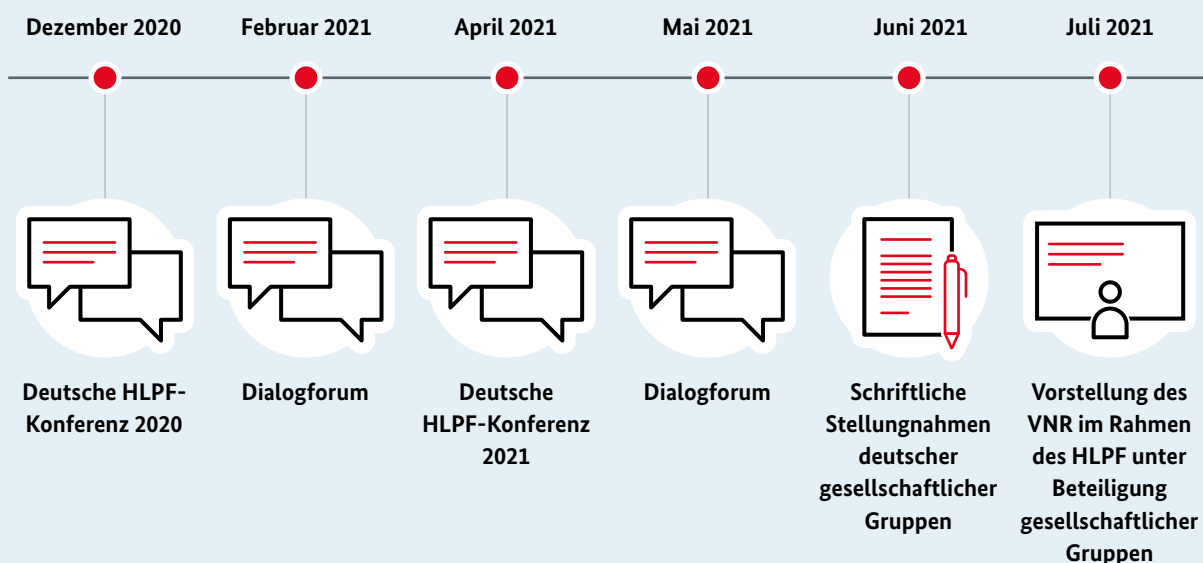 Dezember 2020
Februar 2021
April 2021
Mai 2021
Juni 2021
Juli 2021
Deutsche HLPF-
Konferenz 2020
Dialogforum
Deutsche
HLPF-Konferenz
2021
Dialogforum
Schriftliche
Stellungnahmen
deutscher
gesellschaftlicher
Gruppen
Vorstellung des
VNR im Rahmen
des HLPF unter
Beteiligung
gesellschaftlicher
Gruppen